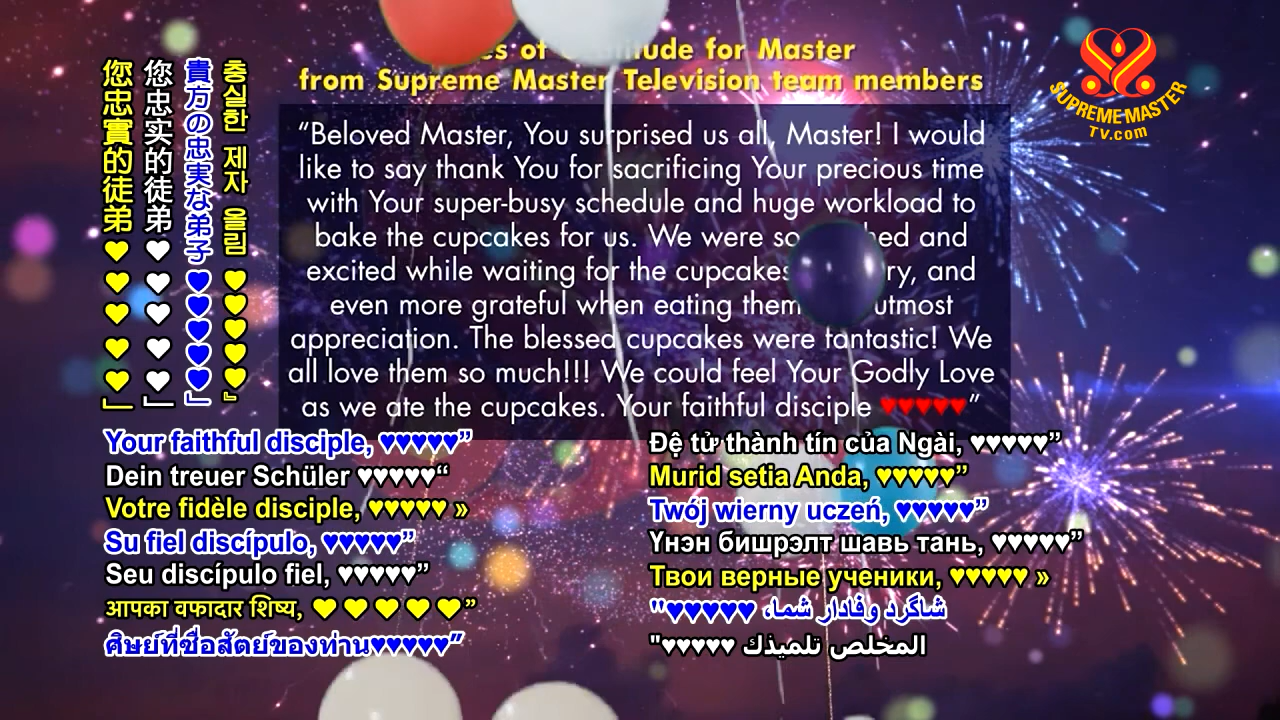 of for Master
from Supreme Master Television team members
SUPREME MASTER
TV.com
“Beloved Master, You surprised us all, Master! I would
like to say thank You for sacrificing Your precious time
with Your super-busy schedule and huge workload to
bake the cupcakes for us. We were so and
excited while waiting for the cupcakes and
even more grateful when eating them utmost
appreciation. The blessed cupcakes were fantastic! We
all love them so much!!! We could feel Your Godly Love
as we ate the cupcakes. Your faithful disciple ♥♥♥♥♥”
您忠實的徒弟♥♥♥♥♥」
您忠实的徒弟♥♥♥♥♥」
貴方の忠実な弟子♥♥♥♥♥」
충실한 제자 올림 ♥♥♥♥♥』
Your faithful disciple, ♥♥♥♥♥”
Dein treuer Schüler ♥♥♥♥♥“
Votre fidèle disciple, ♥♥♥♥♥ »
Su fiel discípulo, ♥♥♥♥♥”
Seu discípulo fiel, ♥♥♥♥♥”
आपका वफादार शिष्य, ♥♥♥♥♥”
ศิษย์ที่ซื่อสัตย์ของท่าน♥♥♥♥♥”
Đệ tử thành tín của Ngài, ♥♥♥♥♥”
Murid setia Anda, ♥♥♥♥♥”
Twój wierny uczeń, ♥♥♥♥♥”
Үнэн бишрэлт шавь тань, ♥♥♥♥♥”
Твои верные ученики, ♥♥♥♥♥ »
شاگرد وفادار شما، ♥♥♥♥♥"
المخلص تلميذك ♥♥♥♥♥"